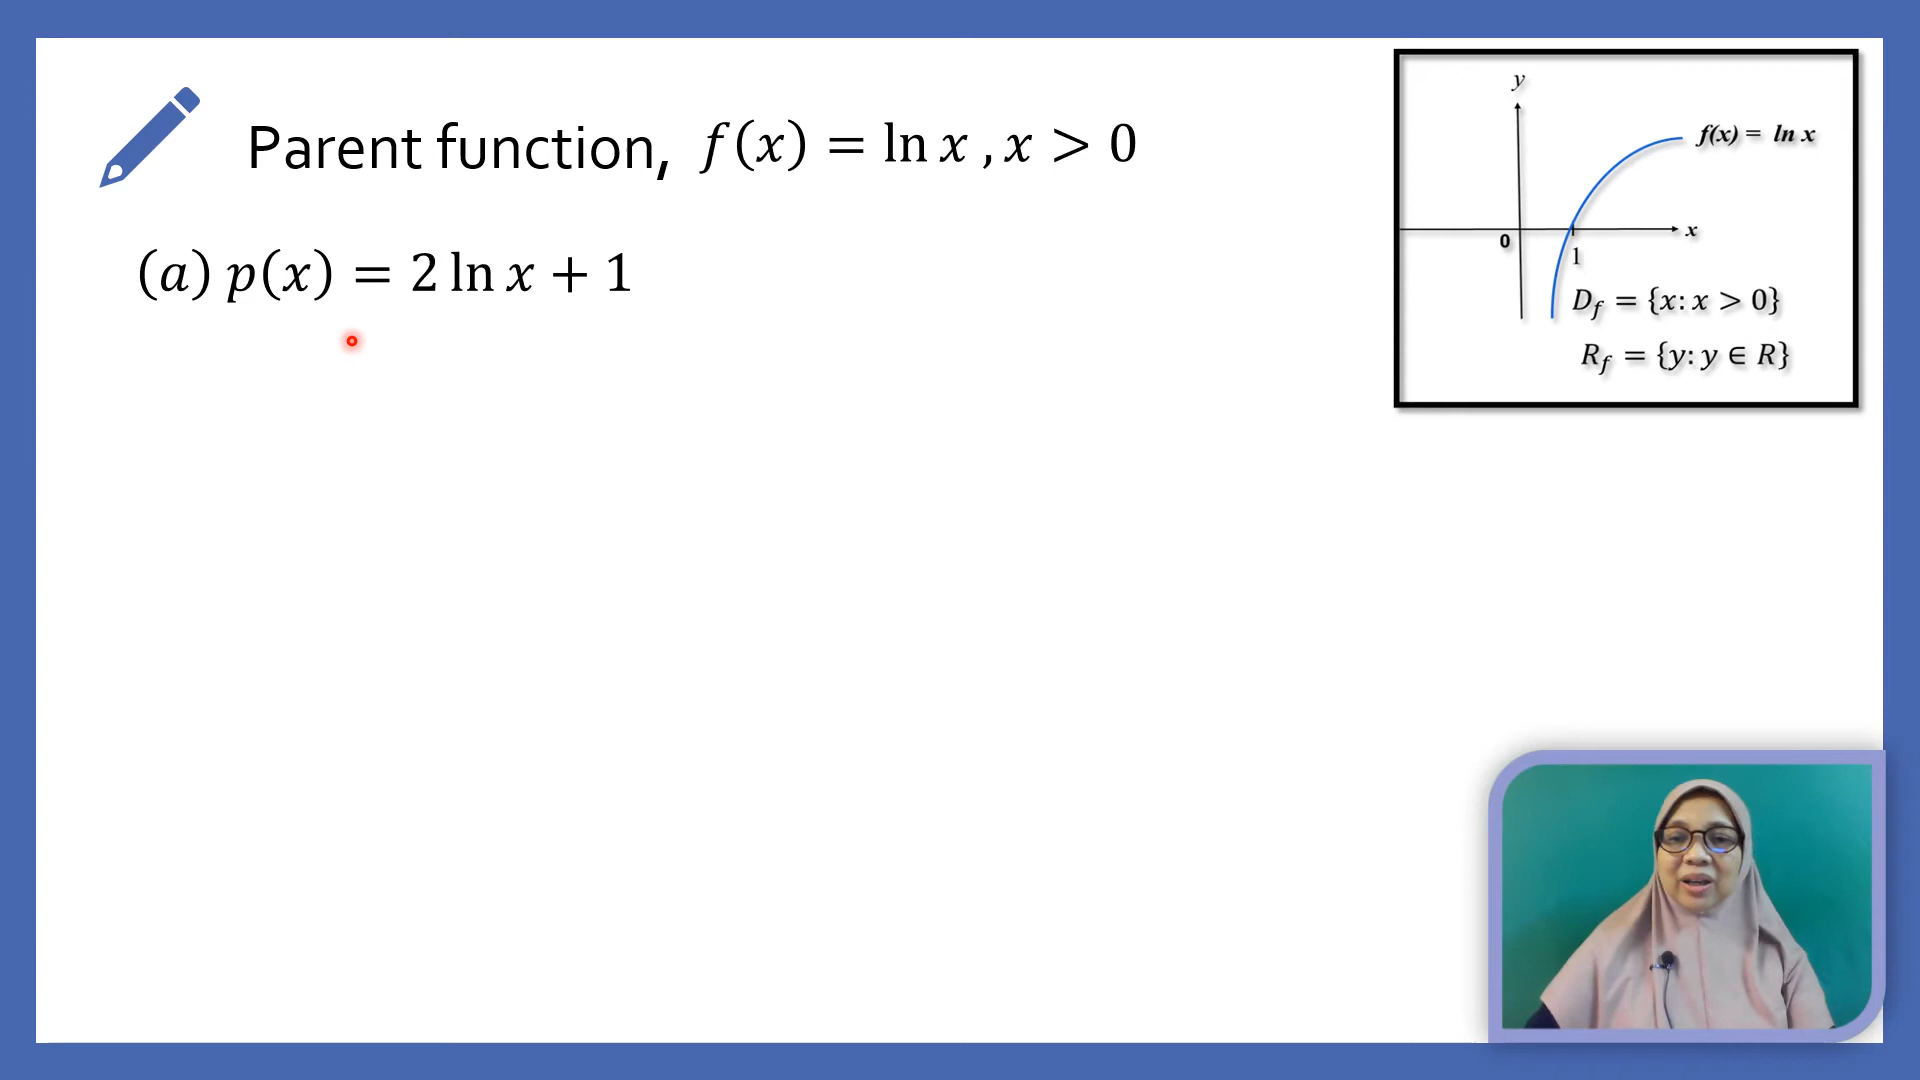 Parent function, f(x) = ln x , x > 0
(a) p(x) = 2 ln x + 1
y
f(x) = ln x
x
0
1
D_f = {x: x > 0}
R_f = {y: y ∈ R}